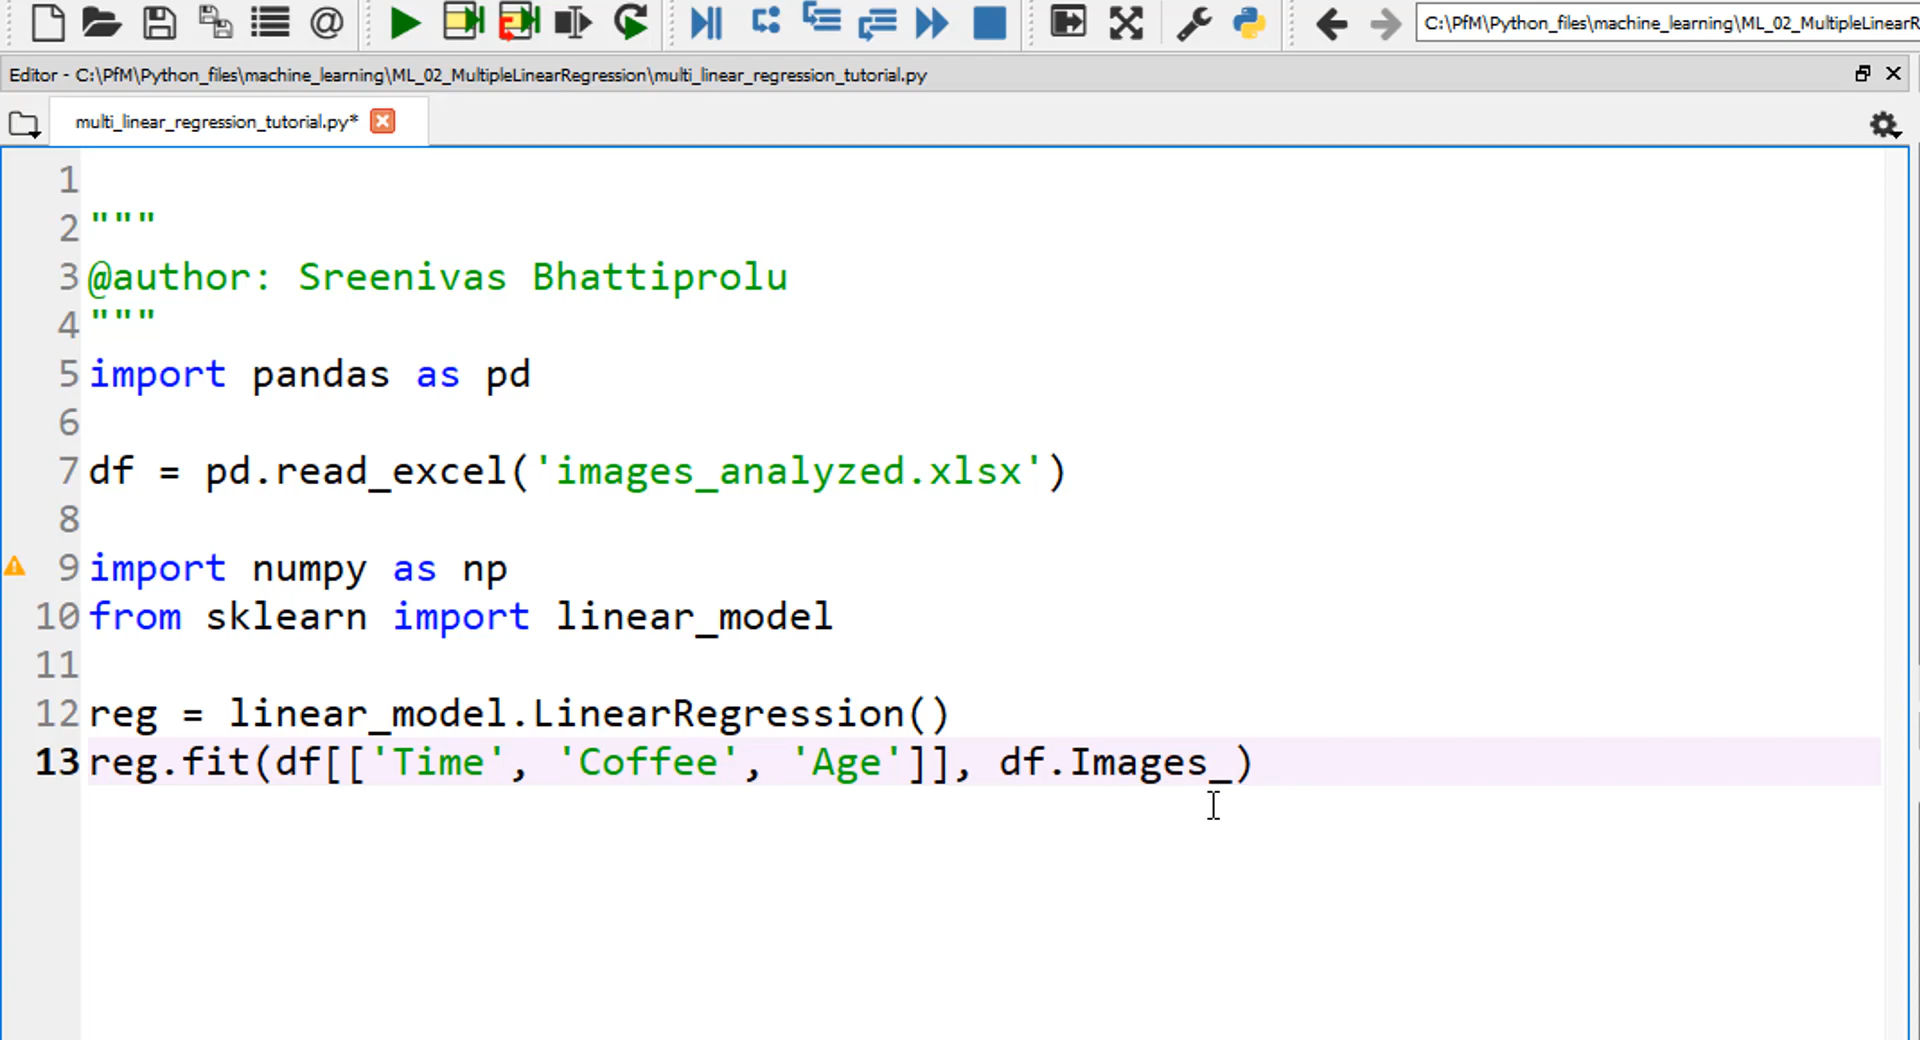 C:\PfM\Python_files\machine_learning\ML_02_MultipleLinearR
Editor - C:\PfM\Python_files\machine_learning\ML_02_MultipleLinearRegression\multi_linear_regression_tutorial.py
multi_linear_regression_tutorial.py*
1
2 """
3 @author: Sreenivas Bhattiprolu
4 """
5 import pandas as pd
6
7 df = pd.read_excel('images_analyzed.xlsx')
8
9 import numpy as np
10 from sklearn import linear_model
11
12 reg = linear_model.LinearRegression()
13 reg.fit(df[['Time', 'Coffee', 'Age']], df.Images_)